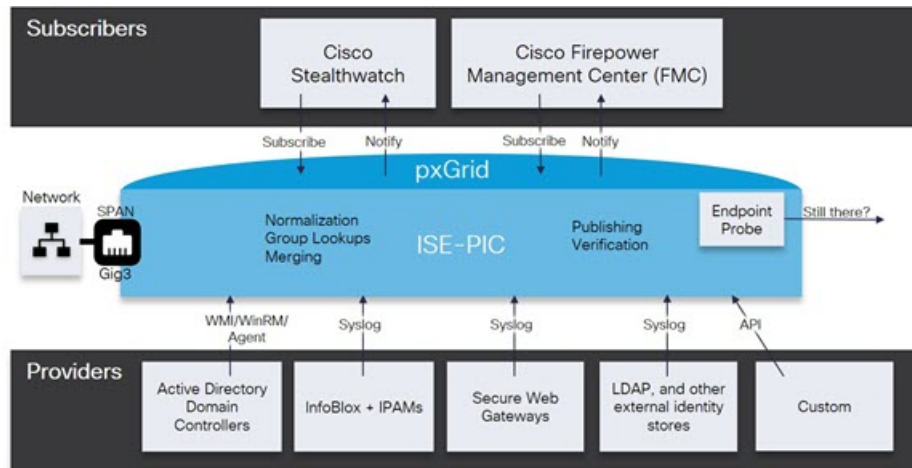 Subscribers
Cisco
Stealthwatch
Cisco Firepower
Management Center (FMC)
Subscribe
Notify
Subscribe
Notify
pxGrid
Network
SPAN
Gig3
Normalization
Group Lookups
Merging
ISE-PIC
Publishing
Verification
Endpoint
Probe
Still there?
WMI/WinRM/
Agent
Syslog
Syslog
Syslog
API
Providers
Active Directory
Domain
Controllers
InfoBlox + IPAMs
Secure Web
Gateways
LDAP, and other
external identity
stores
Custom